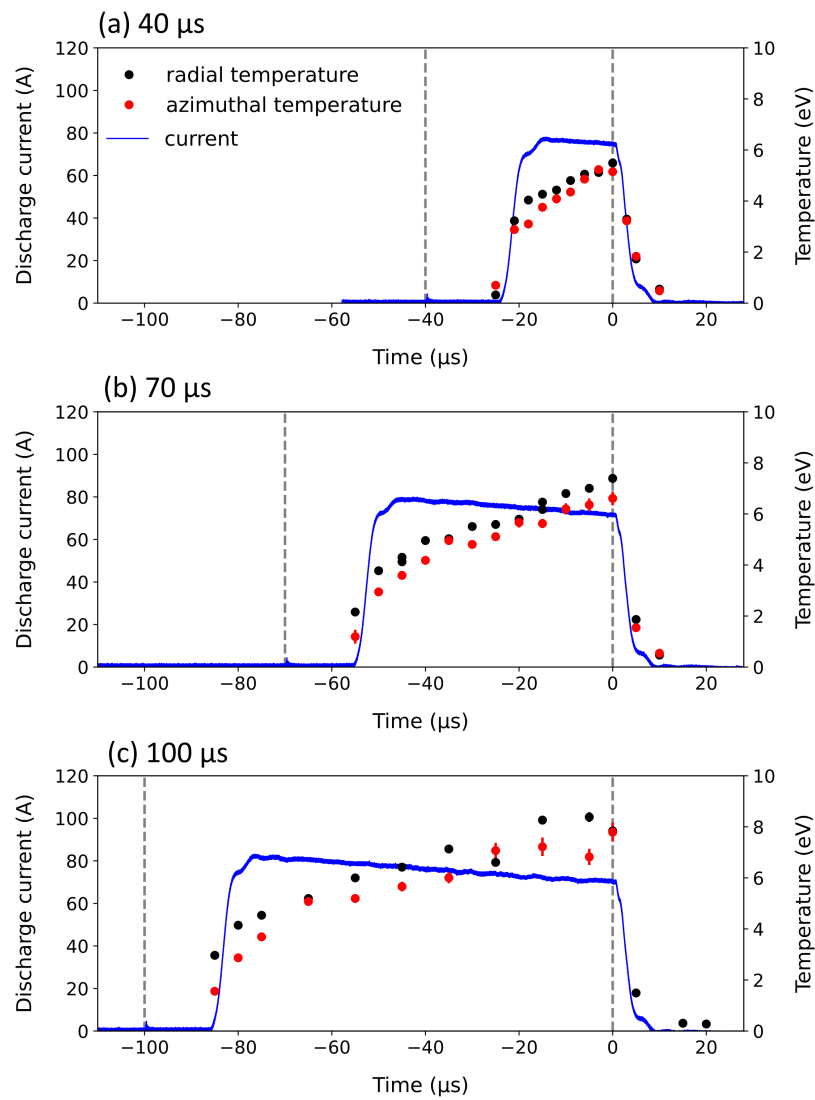 (a) 40 μs
120
100
80
60
40
20
0
Discharge current (A)
radial temperature
azimuthal temperature
current
10
8
6
4
2
0
Temperature (eV)
−100 −80 −60 −40 −20 0 20
Time (μs)
(b) 70 μs
120
100
80
60
40
20
0
Discharge current (A)
10
8
6
4
2
0
Temperature (eV)
−100 −80 −60 −40 −20 0 20
Time (μs)
(c) 100 μs
120
100
80
60
40
20
0
Discharge current (A)
10
8
6
4
2
0
Temperature (eV)
−100 −80 −60 −40 −20 0 20
Time (μs)